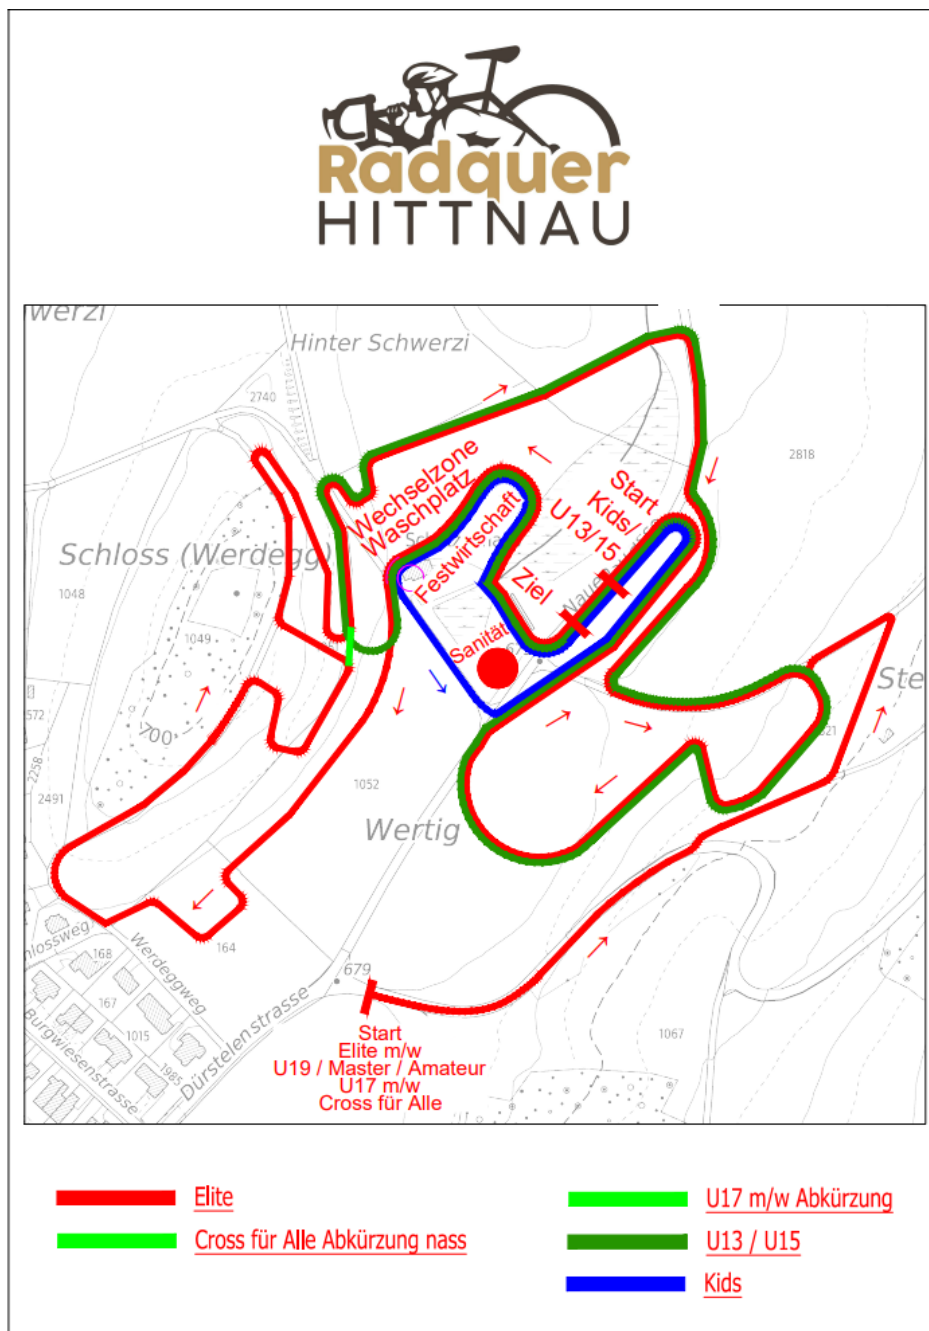 Radquer
HITTNAU
werzi
Hinter Schwerzi
2740
2818
Wechselzone
Waschplatz
Festwirtschaft
Start
Kids/
U13/15
Ziel
Sanität
Schloss (Werdegg)
1048
1049
700
572
2258
2491
1052
Wertig
Ste
164
168
167
1015
1985
Werdeggweg
hlossweg
Burgwiesenstrasse
Dürstelenstrasse
679
1067
Start
Elite m/w
U19 / Master / Amateur
U17 m/w
Cross für Alle
Elite
Cross für Alle Abkürzung nass
U17 m/w Abkürzung
U13 / U15
Kids